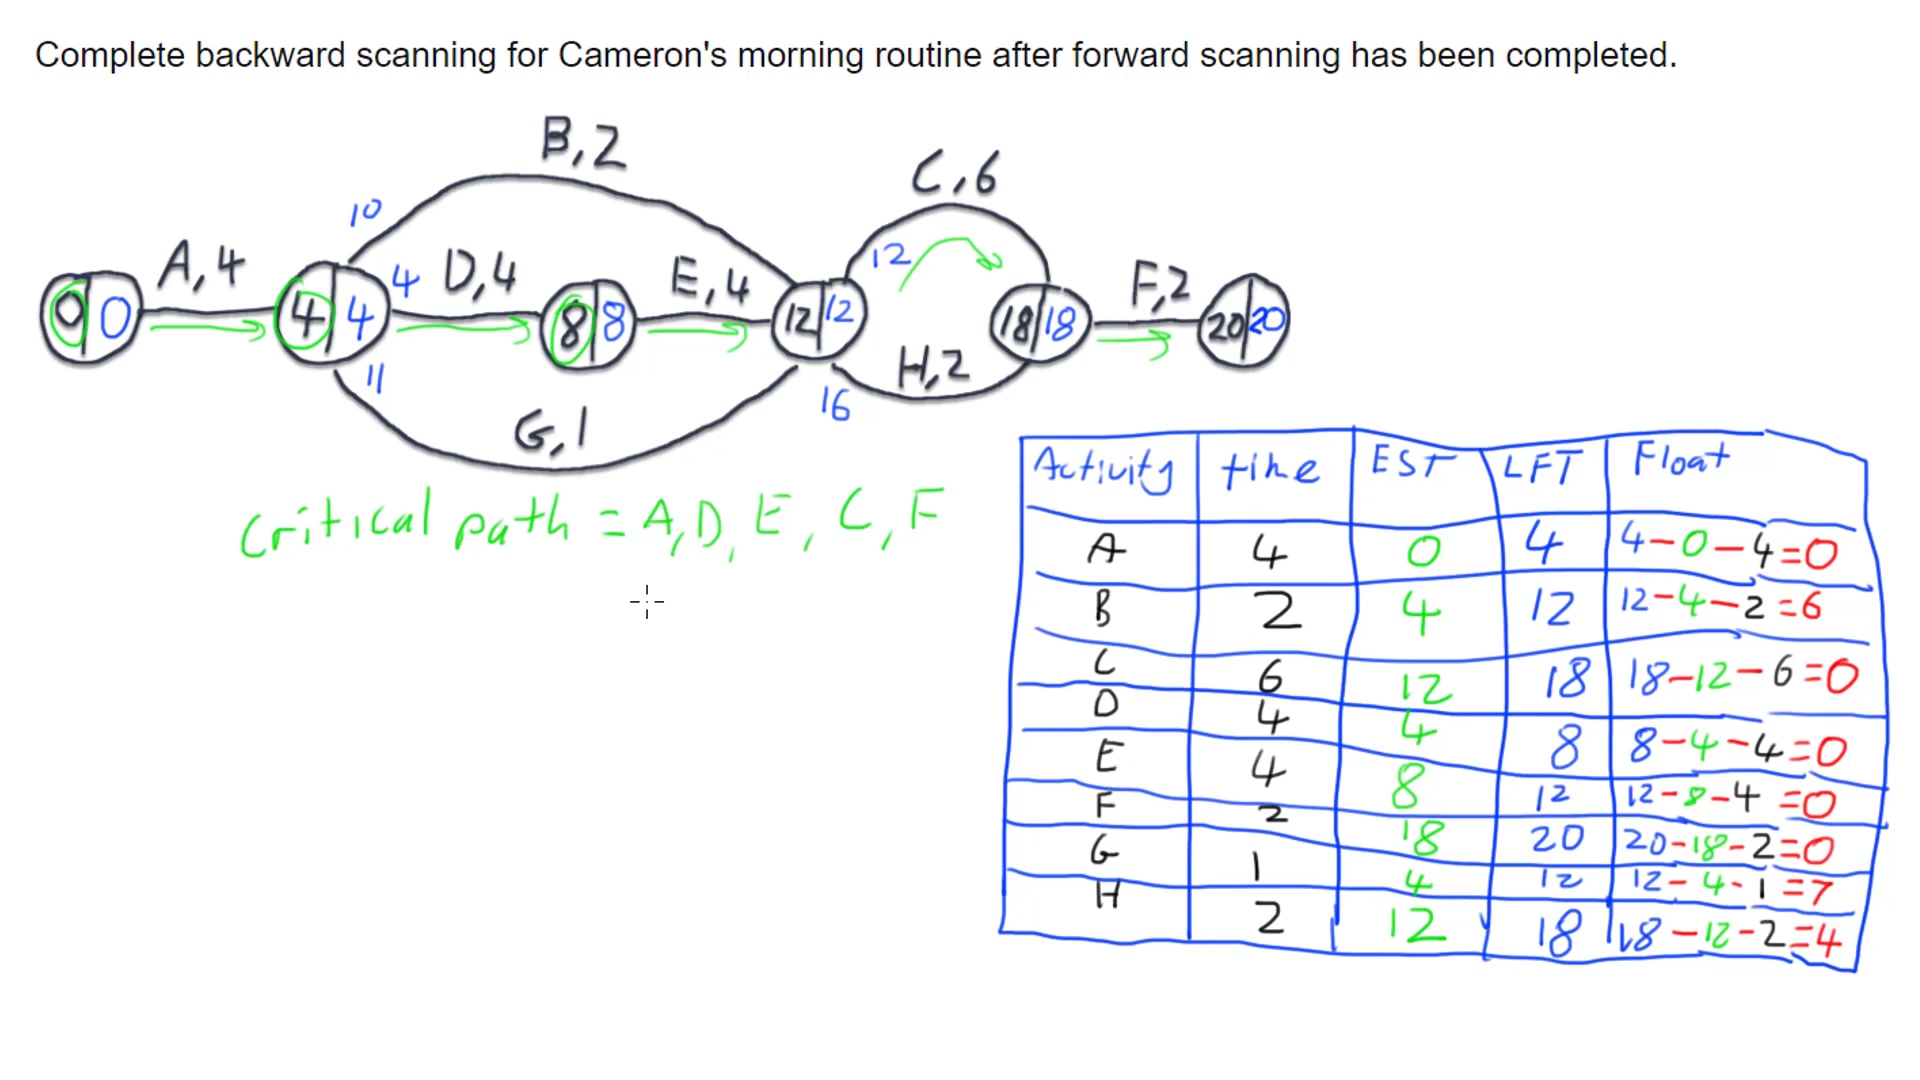 Complete backward scanning for Cameron's morning routine after forward scanning has been completed.
B,2
C,6
10
A,4
4 D,4
E,4
12
F,2
0 0
4 4
8 8
12 12
18 18
20 20
11
H,2
16
G,1
critical path = A, D, E, C, F
Activity time EST LFT Float
A 4 0 4 4-0-4=0
B 2 4 12 12-4-2=6
C 6 12 18 18-12-6=0
D 4 4 8 8-4-4=0
E 4 8 12 12-8-4=0
F 2 18 20 20-18-2=0
G 1 4 12 12-4-1=7
H 2 12 18 18-12-2=4